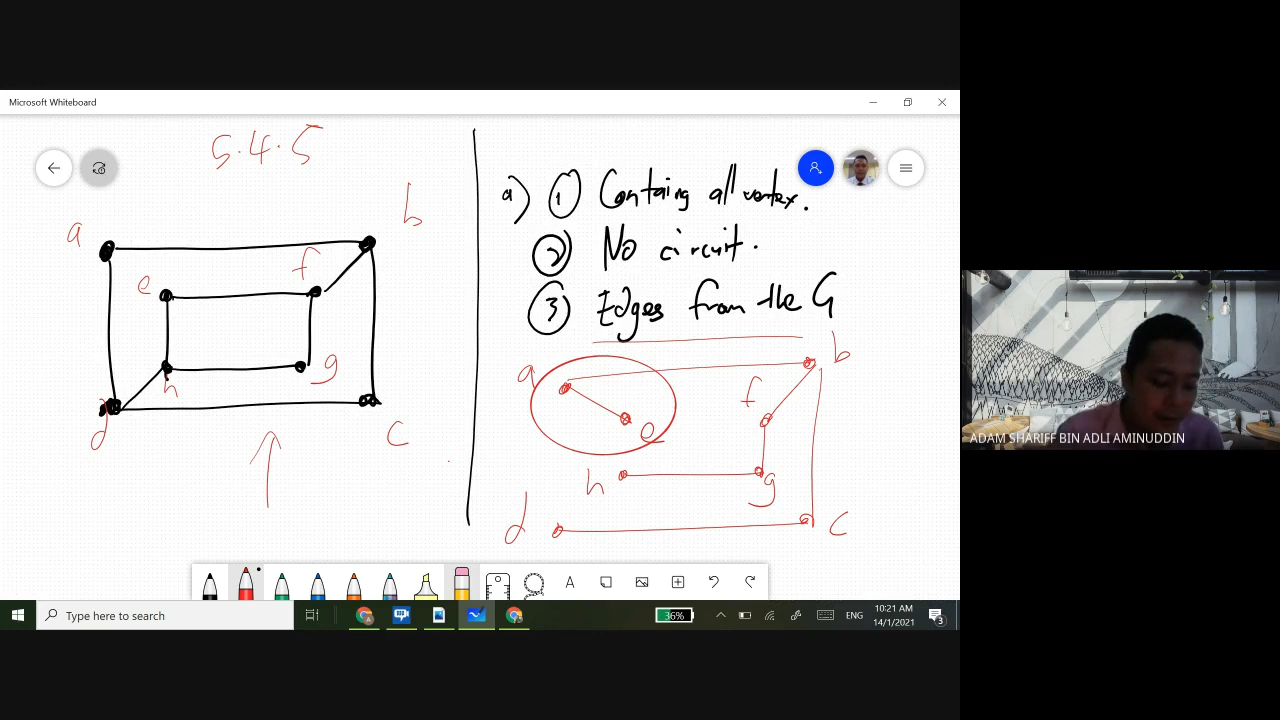 Microsoft Whiteboard
5.4.5
a
b
e
f
h
g
d
c
a) ① Containg all vertex.
② No circuit.
③ Edges from the G
a
b
f
e
h
g
d
c
ADAM SHARIFF BIN ADLI AMINUDDIN
A
Type here to search
36%
ENG
10:21 AM
14/1/2021
3